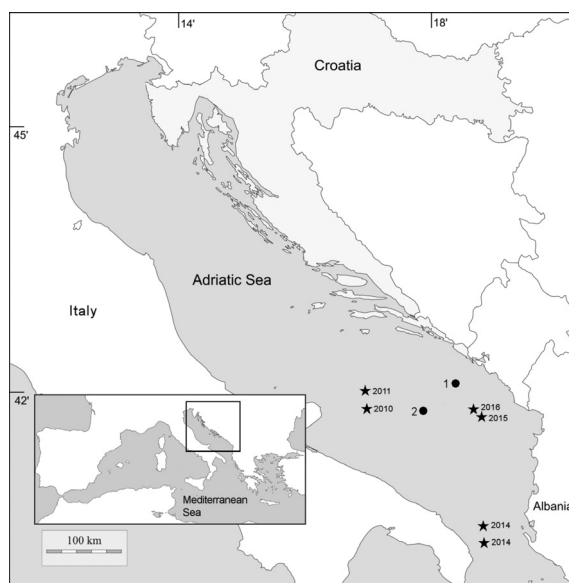 14' 18'
Croatia
45'
Adriatic Sea
Italy
1
2011
42'
2010 2 2016
2015
Mediterranean
Sea
Albania
2014
100 km
2014